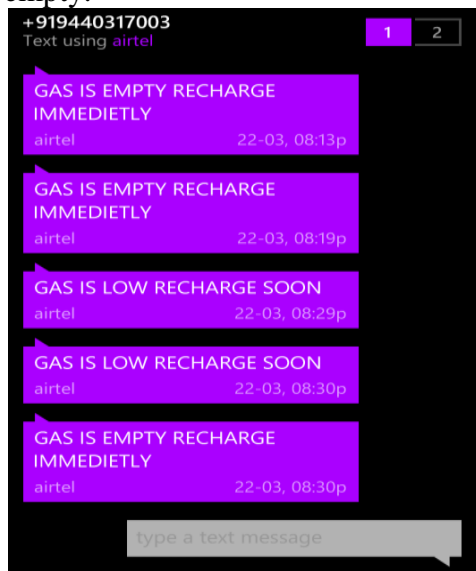 empty.
+919440317003
Text using airtel
1 2
GAS IS EMPTY RECHARGE
IMMEDIETLY
airtel 22-03, 08:13p
GAS IS EMPTY RECHARGE
IMMEDIETLY
airtel 22-03, 08:19p
GAS IS LOW RECHARGE SOON
airtel 22-03, 08:29p
GAS IS LOW RECHARGE SOON
airtel 22-03, 08:30p
GAS IS EMPTY RECHARGE
IMMEDIETLY
airtel 22-03, 08:30p
type a text message